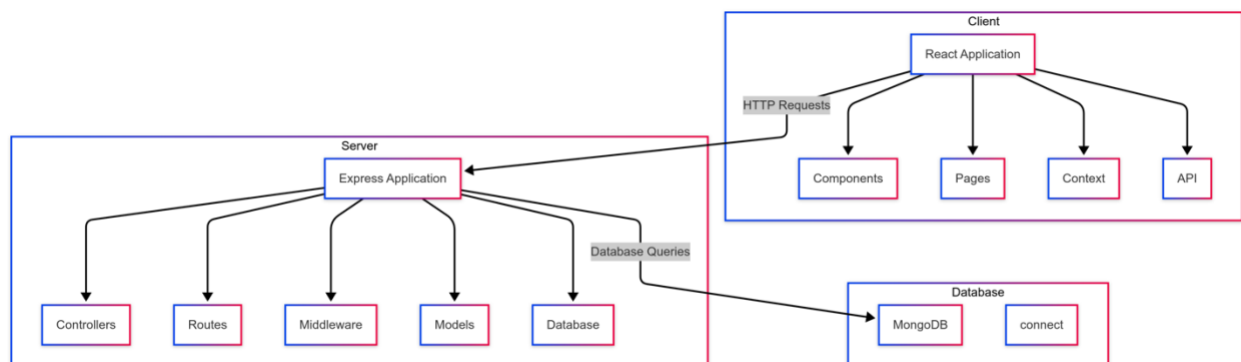 Client
React Application
HTTP Requests
Components
Pages
Context
API
Server
Express Application
Database Queries
Controllers
Routes
Middleware
Models
Database
Database
MongoDB
connect